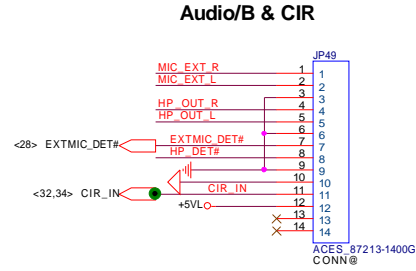 Audio/B & CIR
JP49
MIC_EXT_R 1 1
MIC_EXT_L 2 2
3 3
HP_OUT_R 4 4
HP_OUT_L 5 5
6 6
<28> EXTMIC_DET# EXTMIC_DET# 7 7
HP_DET# 8 8
9 9
10 10
<32,34> CIR_IN CIR_IN 11 11
+5VL 12 12
13 13
14 14
ACES_87213-1400G
CONN@